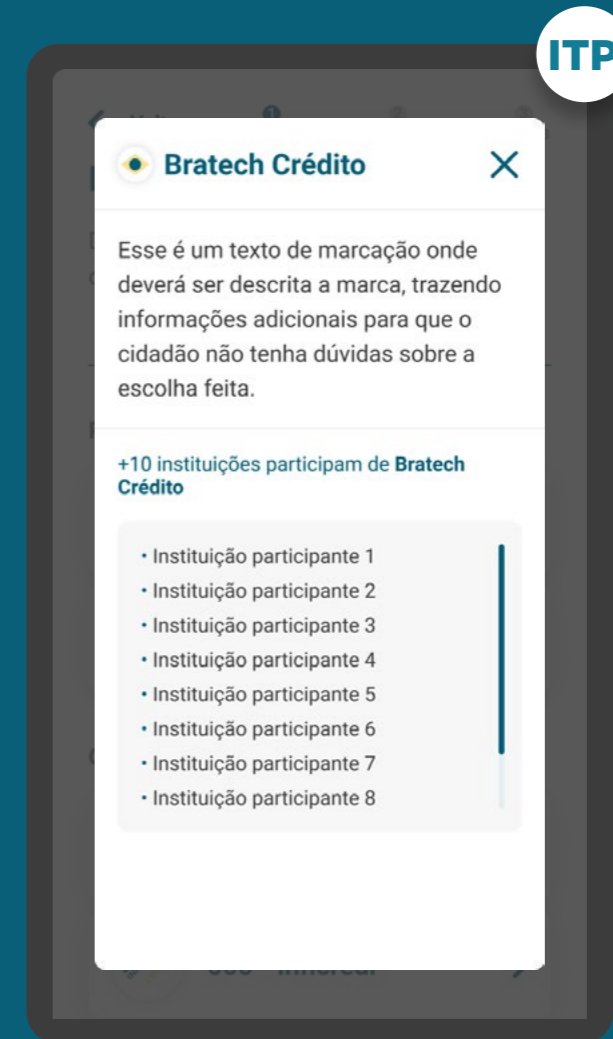 ITP
Bratech Crédito
Esse é um texto de marcação onde
deverá ser descrita a marca, trazendo
informações adicionais para que o
cidadão não tenha dúvidas sobre a
escolha feita.
+10 instituições participam de Bratech
Crédito
• Instituição participante 1
• Instituição participante 2
• Instituição participante 3
• Instituição participante 4
• Instituição participante 5
• Instituição participante 6
• Instituição participante 7
• Instituição participante 8